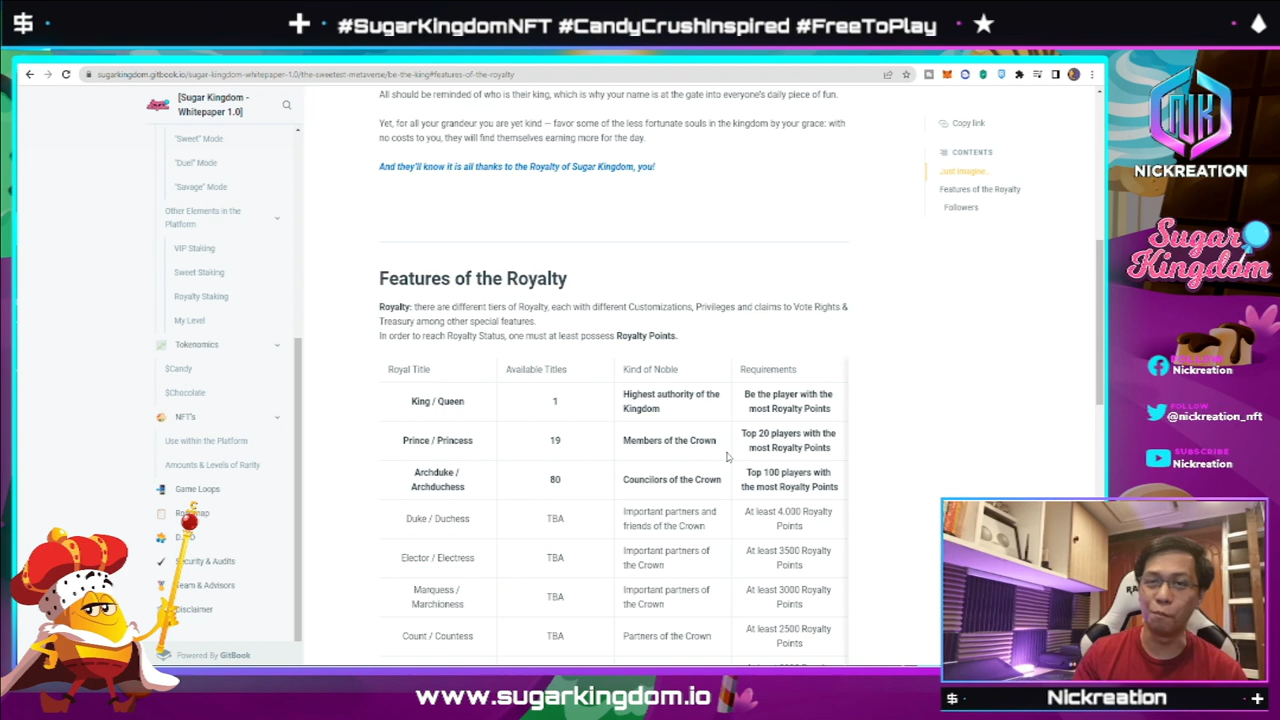 #SugarKingdomNFT #CandyCrushInspired #FreeToPlay
sugarkingdom.gitbook.io/sugar-kingdom-whitepaper-1.0/the-sweetest-metaverse/be-the-king#features-of-the-royalty
[Sugar Kingdom -
Whitepaper 1.0]
"Sweet" Mode
"Duel" Mode
"Savage" Mode
Other Elements in the
Platform
VIP Staking
Sweet Staking
Royalty Staking
My Level
Tokenomics
$Candy
$Chocolate
NFT's
Use within the Platform
Amounts & Levels of Rarity
Game Loops
Security & Audits
Team & Advisors
Disclaimer
Powered By GitBook
All should be reminded of who is their king, which is why your name is at the gate into everyone's daily piece of fun.
Yet, for all your grandeur you are yet kind — favor some of the less fortunate souls in the kingdom by your grace: with
no costs to you, they will find themselves earning more for the day.
And they'll know it is all thanks to the Royalty of Sugar Kingdom, you!
Features of the Royalty
Royalty: there are different tiers of Royalty, each with different Customizations, Privileges and claims to Vote Rights &
Treasury among other special features.
In order to reach Royalty Status, one must at least possess Royalty Points.
Royal Title Available Titles Kind of Noble Requirements
King / Queen 1 Highest authority of the Kingdom Be the player with the most Royalty Points
Prince / Princess 19 Members of the Crown Top 20 players with the most Royalty Points
Archduke / Archduchess 80 Councilors of the Crown Top 100 players with the most Royalty Points
Duke / Duchess TBA Important partners and friends of the Crown At least 4.000 Royalty Points
Elector / Electress TBA Important partners of the Crown At least 3500 Royalty Points
Marquess / Marchioness TBA Important partners of the Crown At least 3000 Royalty Points
Count / Countess TBA Partners of the Crown At least 2500 Royalty Points
Copy link
CONTENTS
Just Imagine...
Features of the Royalty
Followers
NICKREATION
Sugar
Kingdom
FOLLOW
Nickreation
FOLLOW
@nickreation_nft
SUBSCRIBE
Nickreation
www.sugarkingdom.io
Nickreation